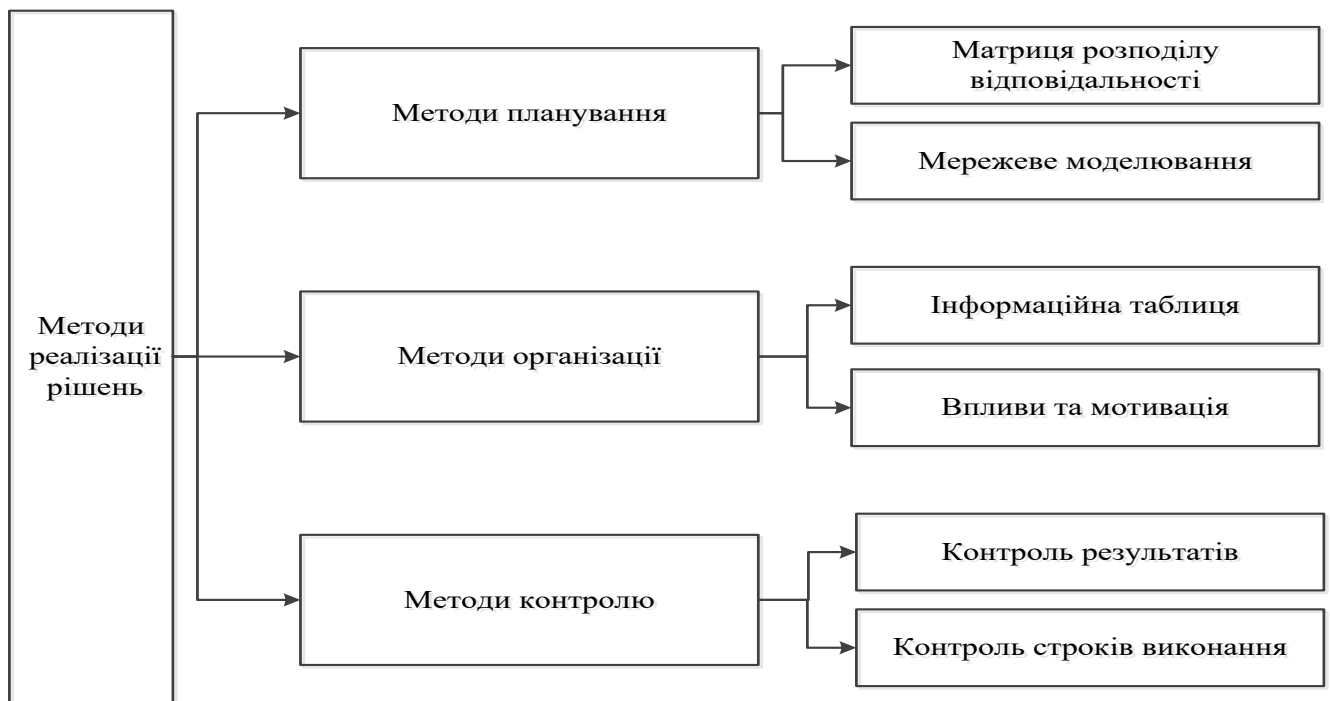 Методи
реалізації
рішень
Методи планування
Матриця розподілу
відповідальності
Мережеве моделювання
Методи організації
Інформаційна таблиця
Впливи та мотивація
Методи контролю
Контроль результатів
Контроль строків виконання